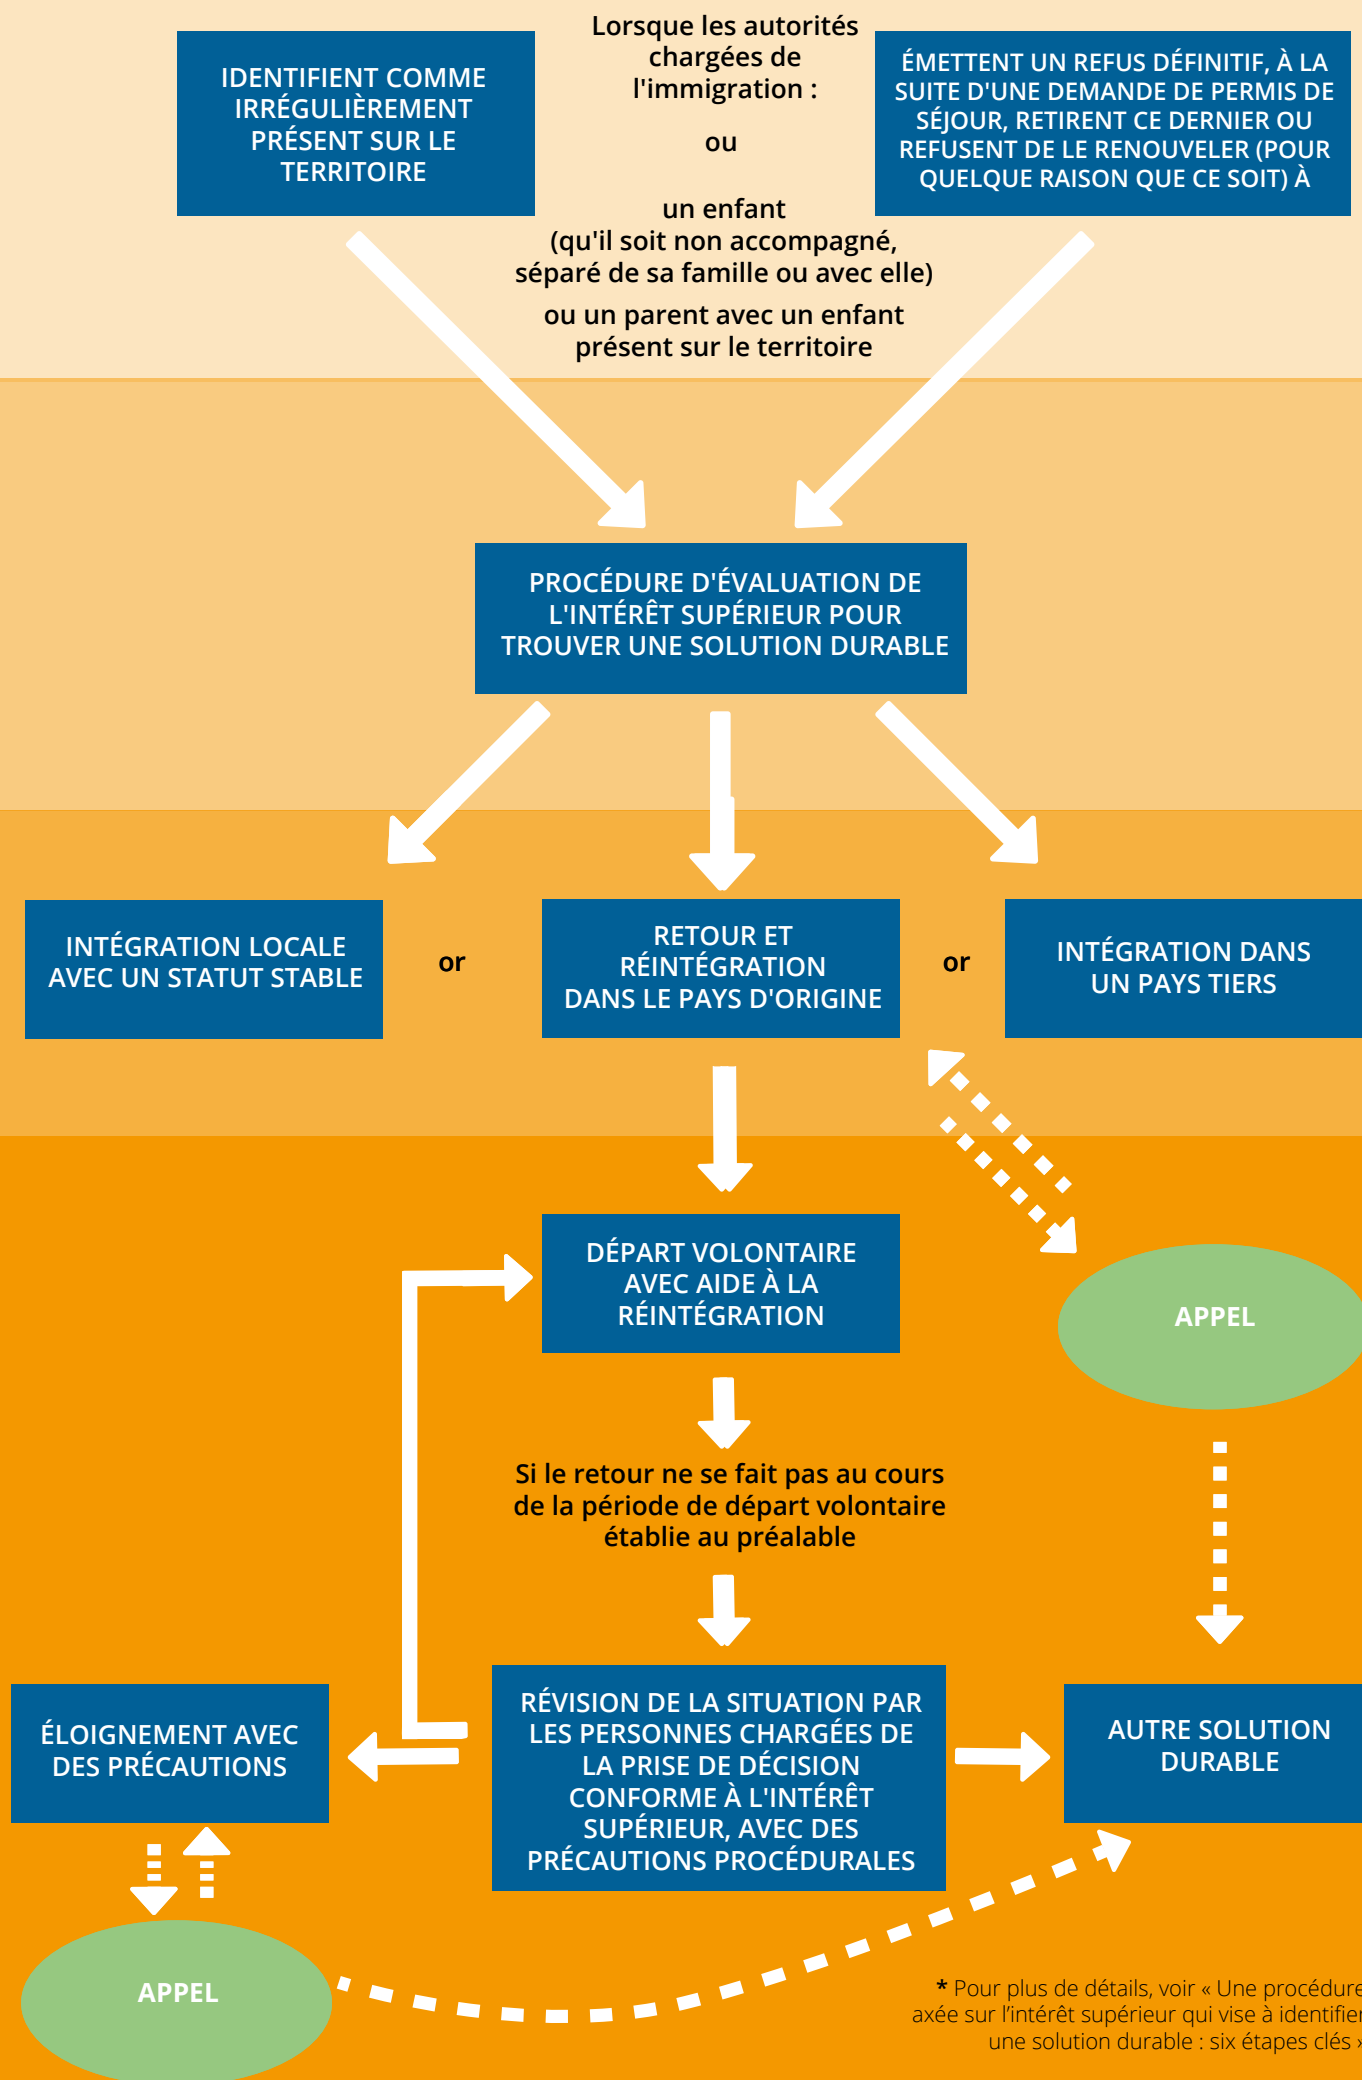 Lorsque les autorités
chargées de
l'immigration :
IDENTIFIENT COMME
IRRÉGULIÈREMENT
PRÉSENT SUR LE
TERRITOIRE
ou
ÉMETTENT UN REFUS DÉFINITIF, À LA
SUITE D'UNE DEMANDE DE PERMIS DE
SÉJOUR, RETIRENT CE DERNIER OU
REFUSENT DE LE RENOUVELER (POUR
QUELQUE RAISON QUE CE SOIT) À
un enfant
(qu'il soit non accompagné,
séparé de sa famille ou avec elle)
ou un parent avec un enfant
présent sur le territoire
PROCÉDURE D'ÉVALUATION DE
L'INTÉRÊT SUPÉRIEUR POUR
TROUVER UNE SOLUTION DURABLE
INTÉGRATION LOCALE
AVEC UN STATUT STABLE
or
RETOUR ET
RÉINTÉGRATION
DANS LE PAYS D'ORIGINE
or
INTÉGRATION DANS
UN PAYS TIERS
DÉPART VOLONTAIRE
AVEC AIDE À LA
RÉINTÉGRATION
APPEL
Si le retour ne se fait pas au cours
de la période de départ volontaire
établie au préalable
ÉLOIGNEMENT AVEC
DES PRÉCAUTIONS
RÉVISION DE LA SITUATION PAR
LES PERSONNES CHARGÉES DE
LA PRISE DE DÉCISION
CONFORME À L'INTÉRÊT
SUPÉRIEUR, AVEC DES
PRÉCAUTIONS PROCÉDURALES
AUTRE SOLUTION
DURABLE
APPEL
* Pour plus de détails, voir « Une procédure
axée sur l'intérêt supérieur qui vise à identifier
une solution durable : six étapes clés »